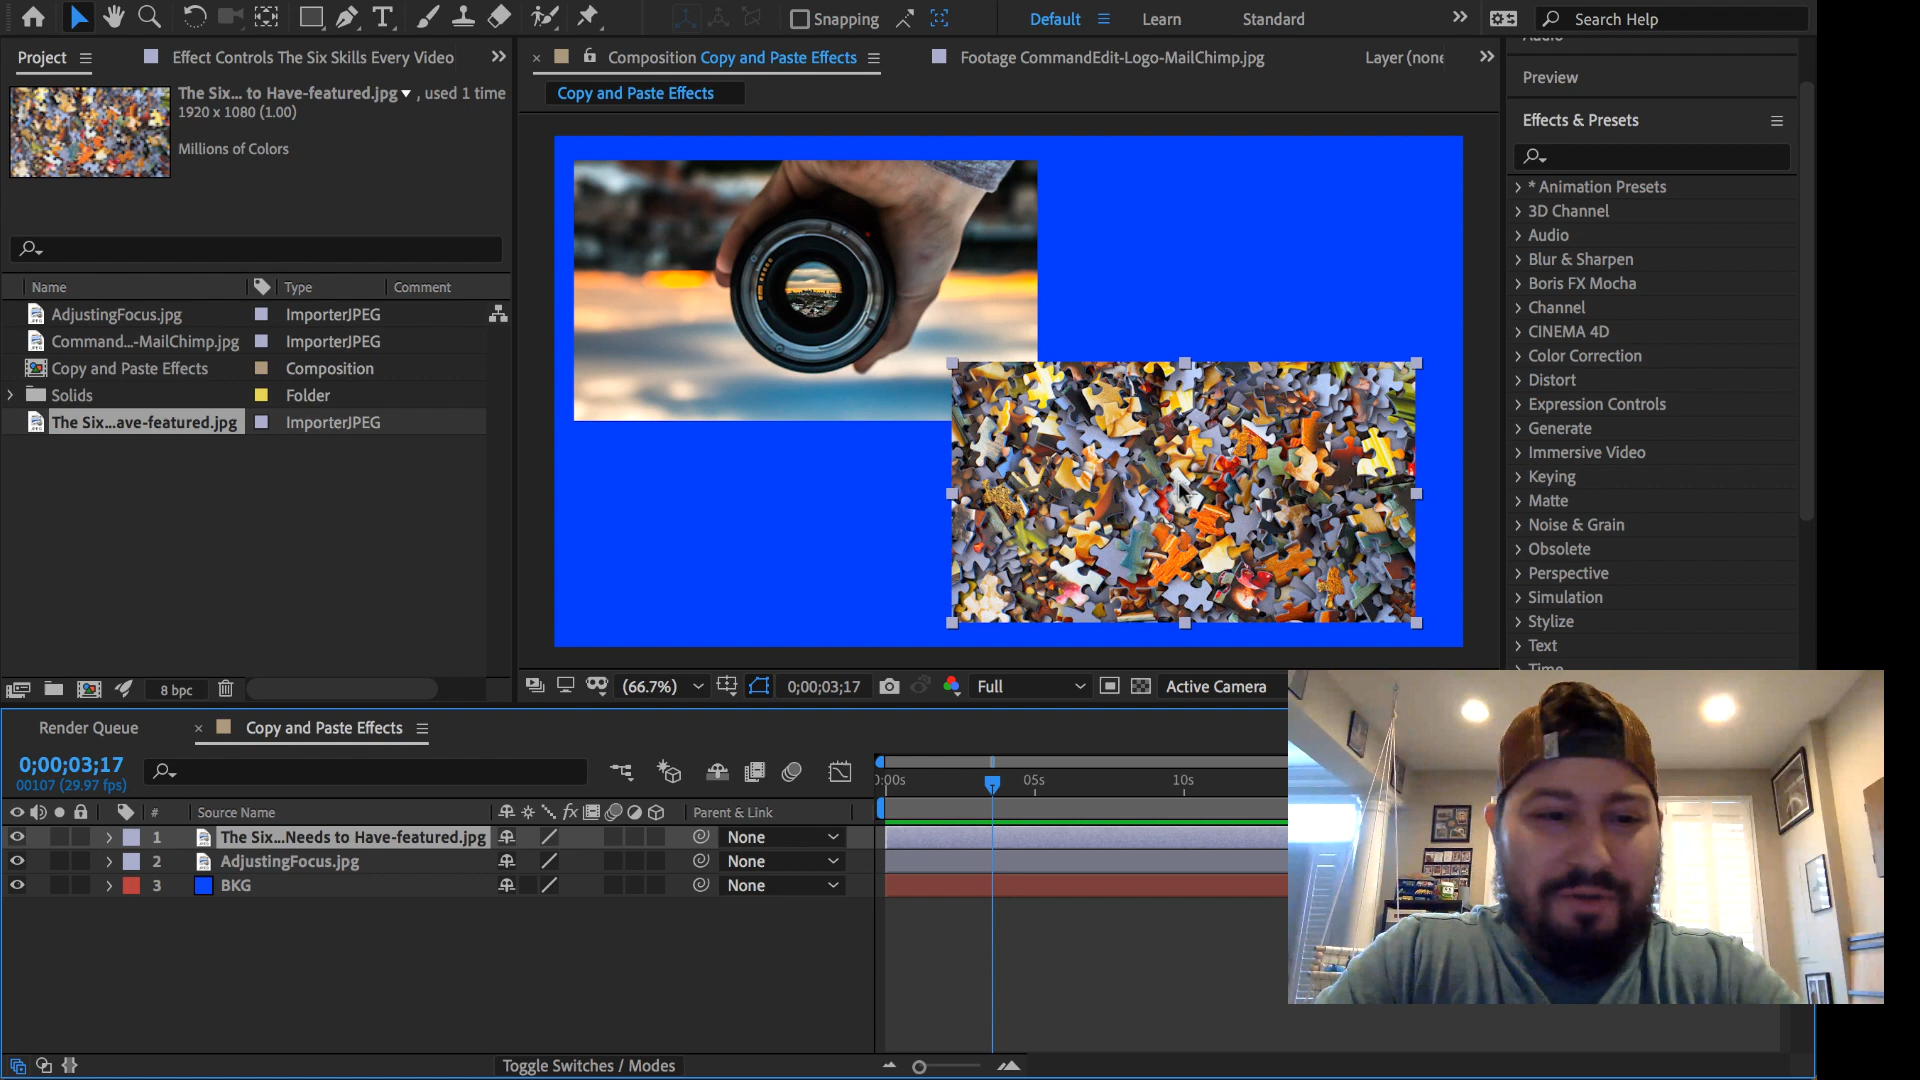 Snapping
Default
Learn
Standard
Search Help
Project
Effect Controls The Six Skills Every Video
Composition Copy and Paste Effects
Footage CommandEdit-Logo-MailChimp.jpg
Layer (none
Audio
Preview
Copy and Paste Effects
The Six... to Have-featured.jpg , used 1 time
1920 x 1080 (1.00)
Millions of Colors
Effects & Presets
* Animation Presets
3D Channel
Audio
Blur & Sharpen
Boris FX Mocha
Channel
CINEMA 4D
Color Correction
Distort
Expression Controls
Generate
Immersive Video
Keying
Matte
Noise & Grain
Obsolete
Perspective
Simulation
Stylize
Text
Time
Name Type Comment
AdjustingFocus.jpg ImporterJPEG
Command...-MailChimp.jpg ImporterJPEG
Copy and Paste Effects Composition
Solids Folder
The Six...ave-featured.jpg ImporterJPEG
8 bpc
(66.7%) 0;00;03;17 Full Active Camera
Render Queue Copy and Paste Effects
0;00;03;17
00107 (29.97 fps)
0:00s 05s 10s
# Source Name fx Parent & Link
1 The Six...Needs to Have-featured.jpg None
2 AdjustingFocus.jpg None
3 BKG None
Toggle Switches / Modes